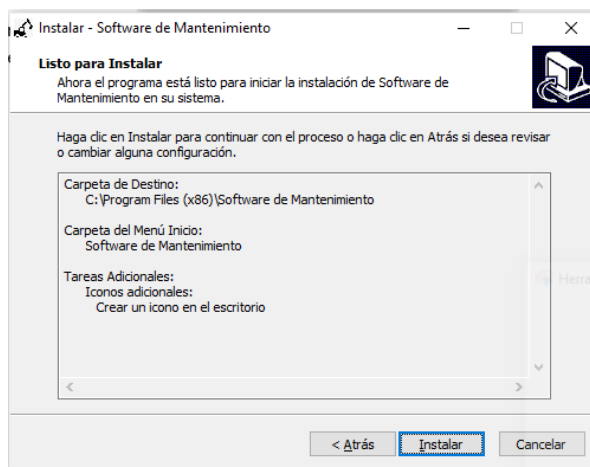 Instalar - Software de Mantenimiento
Listo para Instalar
Ahora el programa está listo para iniciar la instalación de Software de
Mantenimiento en su sistema.
Haga clic en Instalar para continuar con el proceso o haga clic en Atrás si desea revisar
o cambiar alguna configuración.
Carpeta de Destino:
C:\Program Files (x86)\Software de Mantenimiento
Carpeta del Menú Inicio:
Software de Mantenimiento
Tareas Adicionales:
Iconos adicionales:
Crear un icono en el escritorio
Herra
< Atrás Instalar Cancelar